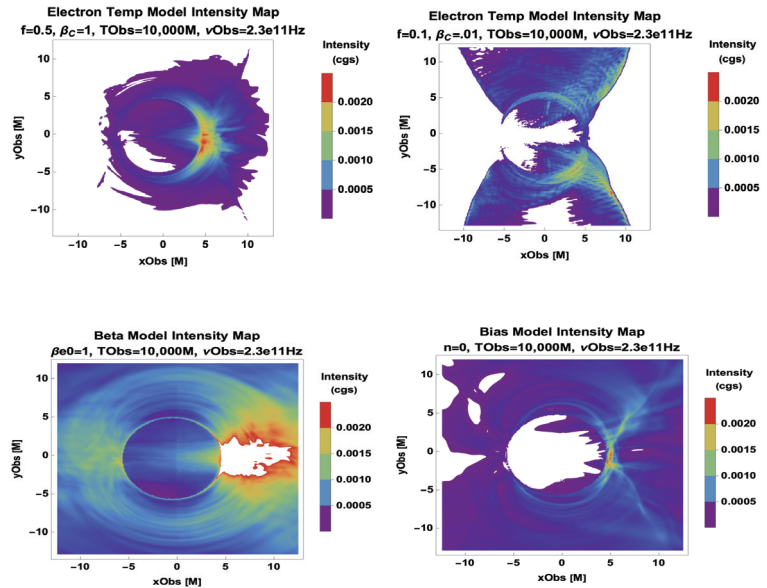 Electron Temp Model Intensity Map
f=0.5, βC=1, TObs=10,000M, νObs=2.3e11Hz
Intensity
(cgs)
0.0020
0.0015
0.0010
0.0005
10
5
0
−5
−10
yObs [M]
−10 −5 0 5 10
xObs [M]
Electron Temp Model Intensity Map
f=0.1, βC=.01, TObs=10,000M, νObs=2.3e11Hz
Intensity
(cgs)
0.0020
0.0015
0.0010
0.0005
10
5
0
−5
−10
yObs [M]
−10 −5 0 5 10
xObs [M]
Beta Model Intensity Map
βe0=1, TObs=10,000M, νObs=2.3e11Hz
Intensity
(cgs)
0.0020
0.0015
0.0010
0.0005
10
5
0
−5
−10
yObs [M]
−10 −5 0 5 10
xObs [M]
Bias Model Intensity Map
n=0, TObs=10,000M, νObs=2.3e11Hz
Intensity
(cgs)
0.0020
0.0015
0.0010
0.0005
10
5
0
−5
−10
yObs [M]
−10 −5 0 5 10
xObs [M]